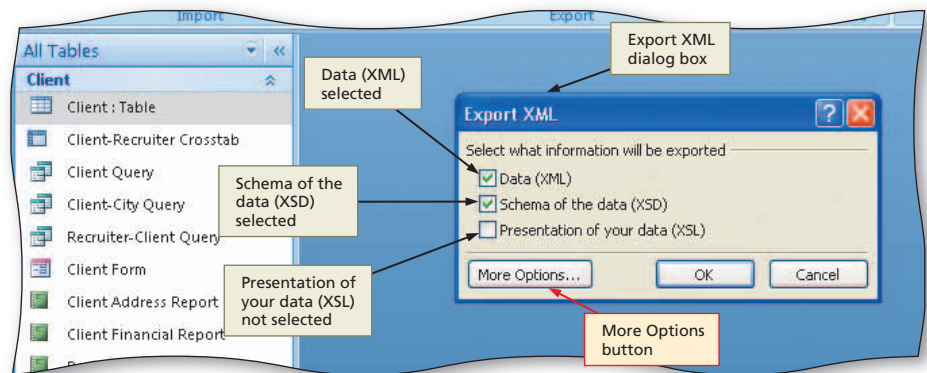 Import
Export
All Tables
Client
Client : Table
Client-Recruiter Crosstab
Client Query
Client-City Query
Recruiter-Client Query
Client Form
Client Address Report
Client Financial Report
Data (XML)
selected
Schema of the
data (XSD)
selected
Presentation of
your data (XSL)
not selected
Export XML
dialog box
Export XML
Select what information will be exported
Data (XML)
Schema of the data (XSD)
Presentation of your data (XSL)
More Options...
OK
Cancel
More Options
button